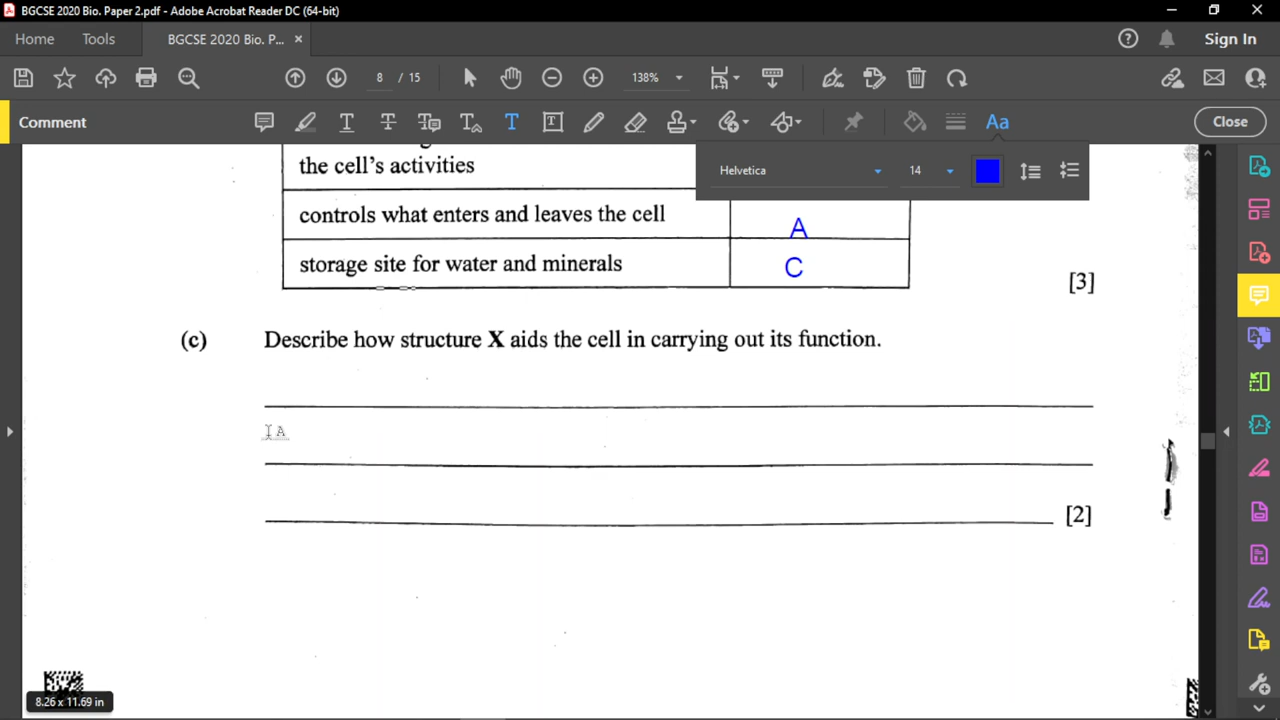 BGCSE 2020 Bio. Paper 2.pdf - Adobe Acrobat Reader DC (64-bit)
Home Tools BGCSE 2020 Bio. P... × Sign In
8 / 15 138%
Comment Aa Close
Helvetica 14
the cell's activities
controls what enters and leaves the cell A
storage site for water and minerals C
[3]
(c) Describe how structure X aids the cell in carrying out its function.
A
[2]
8.26 x 11.69 in